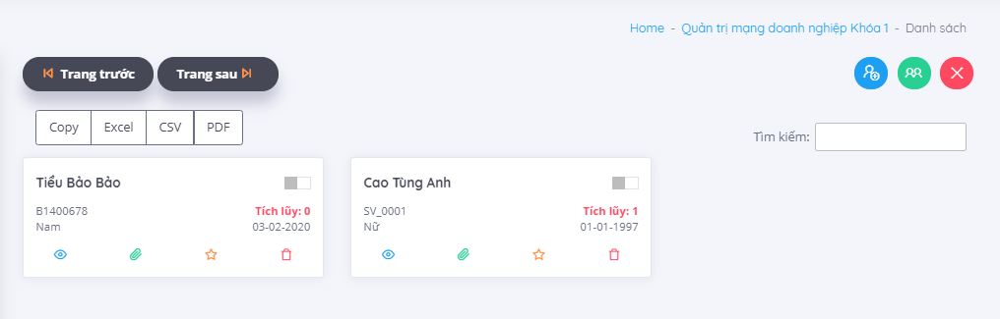 Home - Quản trị mạng doanh nghiệp Khóa 1 - Danh sách
Trang trước Trang sau
Copy Excel CSV PDF
Tìm kiếm:
Tiểu Bảo Bảo
B1400678 Tích lũy: 0
Nam 03-02-2020
Cao Tùng Anh
SV_0001 Tích lũy: 1
Nữ 01-01-1997